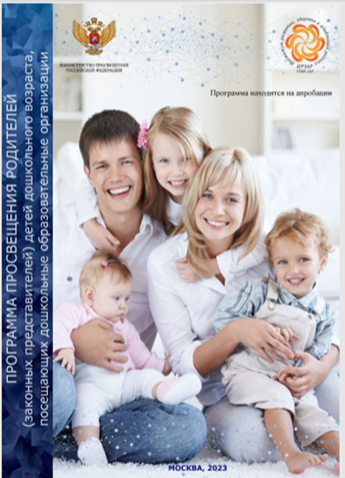 МИНИСТЕРСТВО ПРОСВЕЩЕНИЯ
РОССИЙСКОЙ ФЕДЕРАЦИИ
Программа находится на апробации
ПРОГРАММА ПРОСВЕЩЕНИЯ РОДИТЕЛЕЙ
(законных представителей) детей дошкольного возраста,
посещающих дошкольные образовательные организации
МОСКВА, 2023